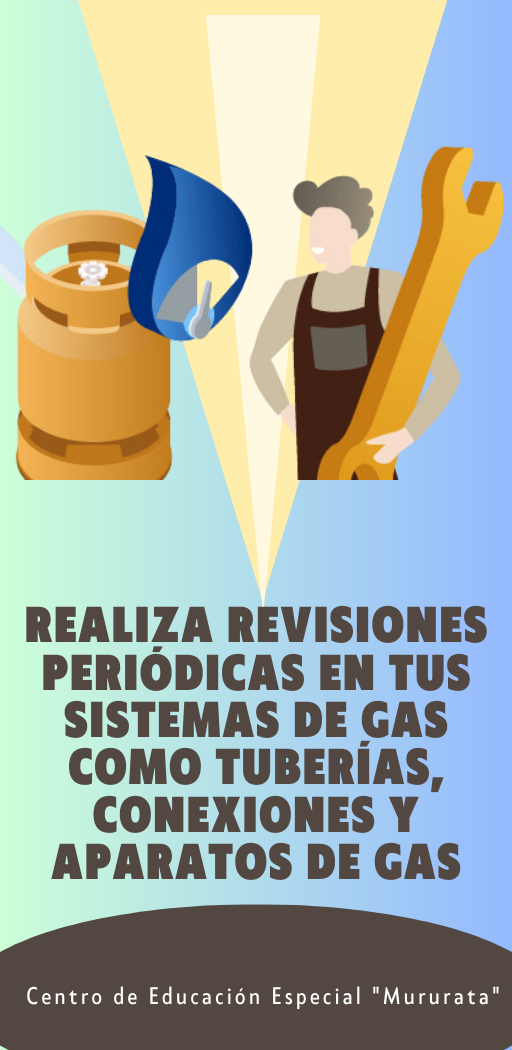 REALIZA REVISIONES
PERIÓDICAS EN TUS
SISTEMAS DE GAS
COMO TUBERÍAS,
CONEXIONES Y
APARATOS DE GAS
Centro de Educación Especial "Mururata"